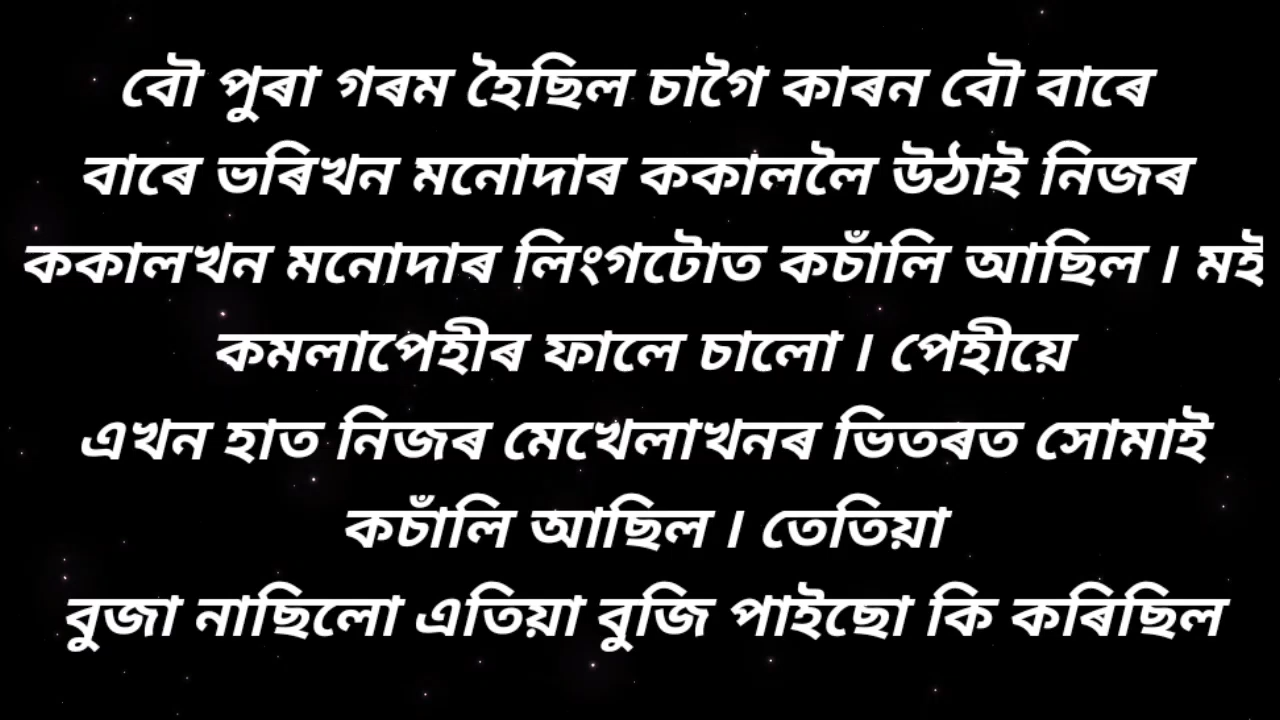 বৌ পুৰা গৰম হৈছিল চাগৈ কাৰন বৌ বাৰে
বাৰে ভৰিখন মনোদাৰ ককাললৈ উঠাই নিজৰ
ককালখন মনোদাৰ লিংগটোত কচাঁলি আছিল । মই
কমলাপেহীৰ ফালে চালো । পেহীয়ে
এখন হাত নিজৰ মেখেলাখনৰ ভিতৰত সোমাই
কচাঁলি আছিল । তেতিয়া
বুজা নাছিলো এতিয়া বুজি পাইছো কি কৰিছিল